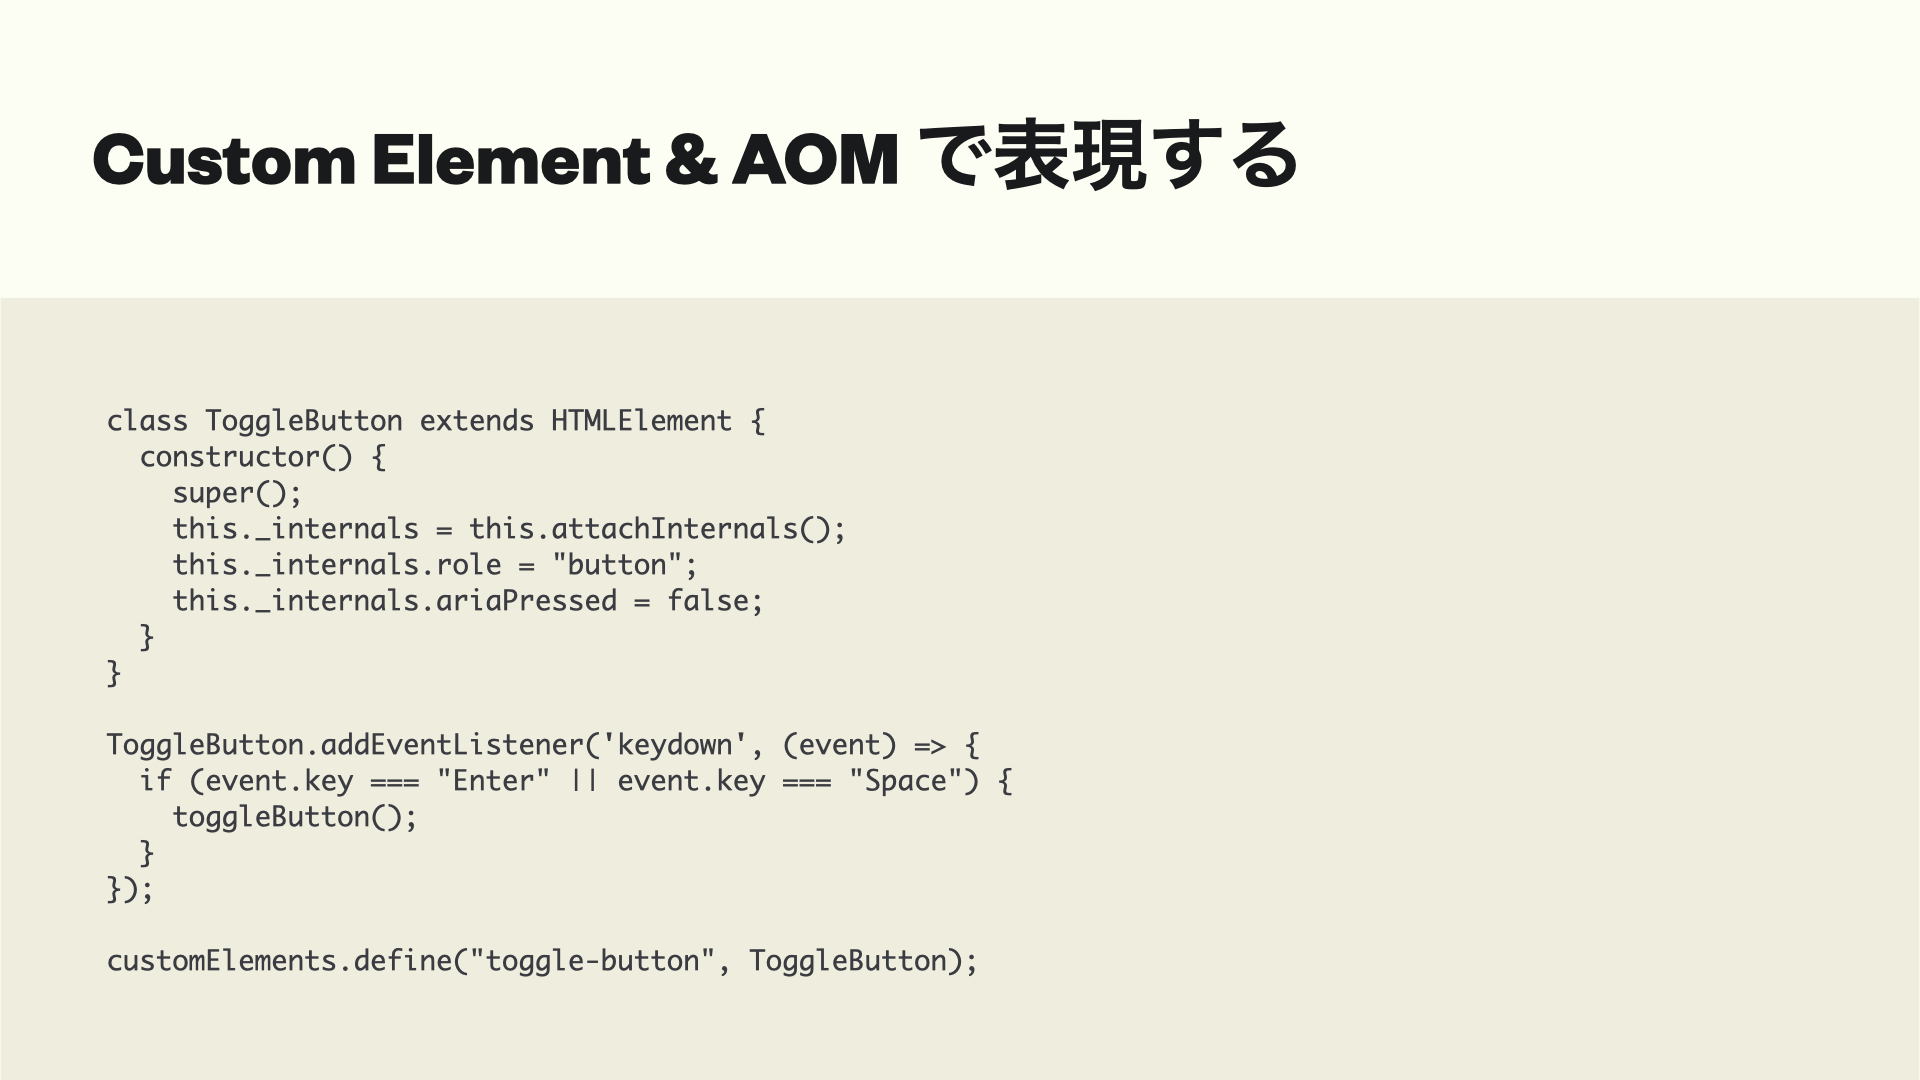 Custom Element & AOM で表現する
class ToggleButton extends HTMLElement {
  constructor() {
    super();
    this._internals = this.attachInternals();
    this._internals.role = "button";
    this._internals.ariaPressed = false;
  }
}
ToggleButton.addEventListener('keydown', (event) => {
  if (event.key === "Enter" || event.key === "Space") {
    toggleButton();
  }
});
customElements.define("toggle-button", ToggleButton);